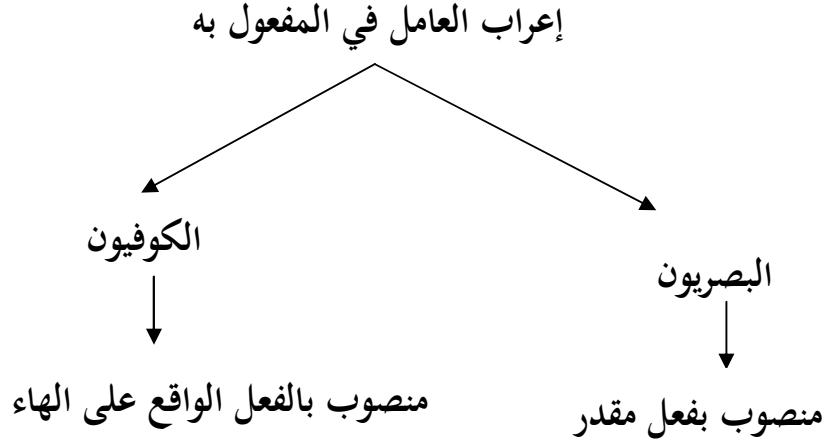 إعراب العامل في المفعول به
البصريون
الكوفيون
منصوب بفعل مقدر
منصوب بالفعل الواقع على الهاء